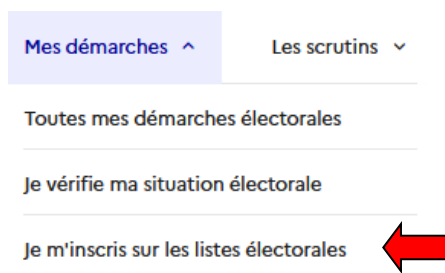 Mes démarches Les scrutins
Toutes mes démarches électorales
Je vérifie ma situation électorale
Je m'inscris sur les listes électorales